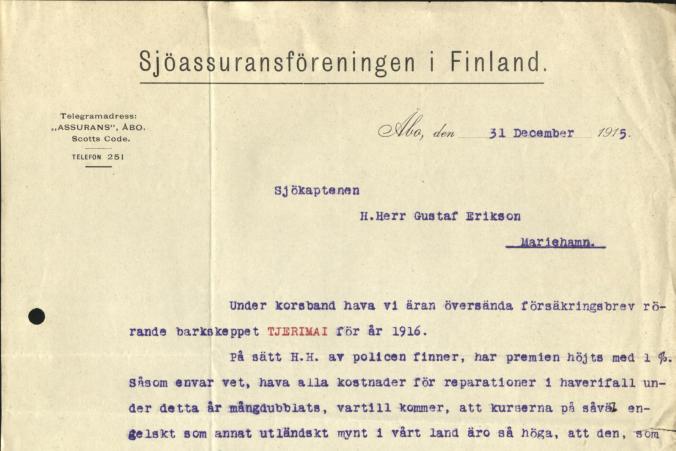 Sjöassuransföreningen i Finland.
Telegramadress:
„ASSURANS", ÅBO.
Scotts Code.
TELEFON 251
Åbo, den 31 December 1915.
Sjökaptenen
H.Herr Gustaf Erikson
Mariehamn.
Under korsband hava vi äran översända försäkringsbrev rö-
rande barkskeppet TJERIMAI för år 1916.
På sätt H.H. av policen finner, har premien höjts med 1 %.
Såsom envar vet, hava alla kostnader för reparationer i haverifall un-
der detta år mångdubblats, vartill kommer, att kurserna på såväl en-
gelskt som annat utländskt mynt i vårt land äro så höga, att den, som